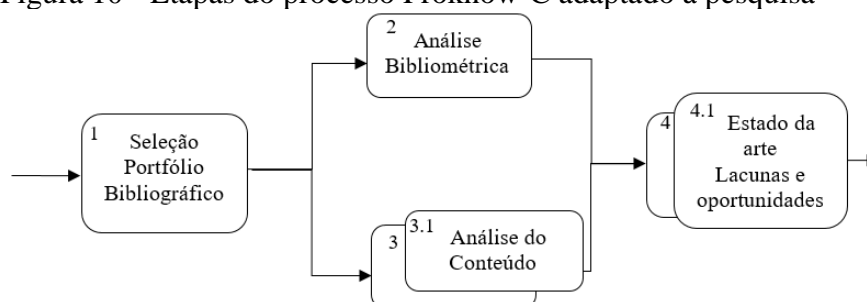 Figura 10 - Etapas do processo Proknow-C adaptado à pesquisa
2
Análise
Bibliométrica
1
Seleção
Portfólio
Bibliográfico
3
3.1
Análise do
Conteúdo
4
4.1
Estado da
arte
Lacunas e
oportunidades